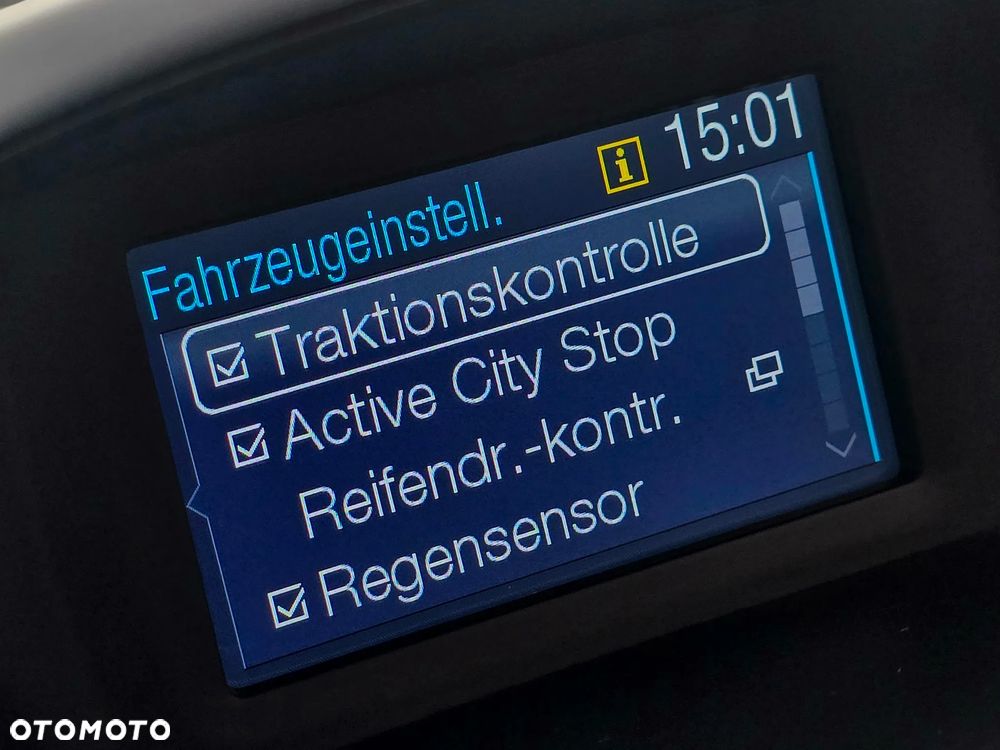 15:01
Fahrzeugeinstell.
Traktionskontrolle
Active City Stop
Reifendr.-kontr.
Regensensor
OTOMOTO